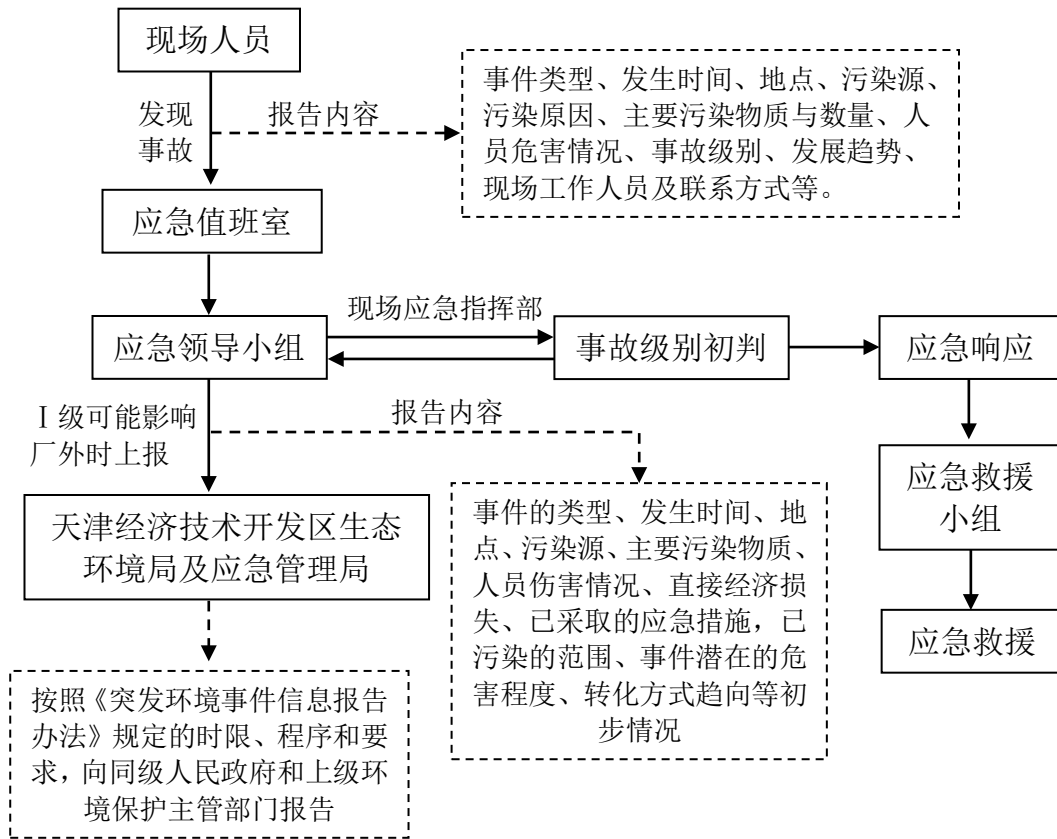 现场人员
发现
事故
报告内容
事件类型、发生时间、地点、污染源、
污染原因、主要污染物质与数量、人
员危害情况、事故级别、发展趋势、
现场工作人员及联系方式等。
应急值班室
应急领导小组
现场应急指挥部
事故级别初判
应急响应
Ⅰ级可能影响
厂外时上报
报告内容
应急救援
小组
天津经济技术开发区生态
环境局及应急管理局
事件的类型、发生时间、地
点、污染源、主要污染物质、
人员伤害情况、直接经济损
失、已采取的应急措施，已
污染的范围、事件潜在的危
害程度、转化方式趋向等初
步情况
应急救援
按照《突发环境事件信息报告
办法》规定的时限、程序和要
求，向同级人民政府和上级环
境保护主管部门报告